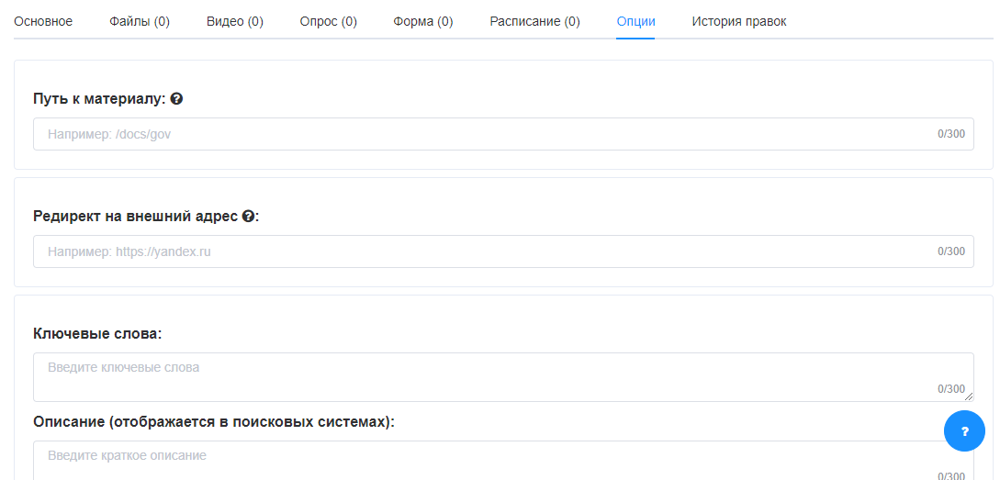 Основное Файлы (0) Видео (0) Опрос (0) Форма (0) Расписание (0) Опции История правок
Путь к материалу: ?
Например: /docs/gov 0/300
Редирект на внешний адрес ?:
Например: https://yandex.ru 0/300
Ключевые слова:
Введите ключевые слова
0/300
Описание (отображается в поисковых системах):
?
Введите краткое описание
0/300